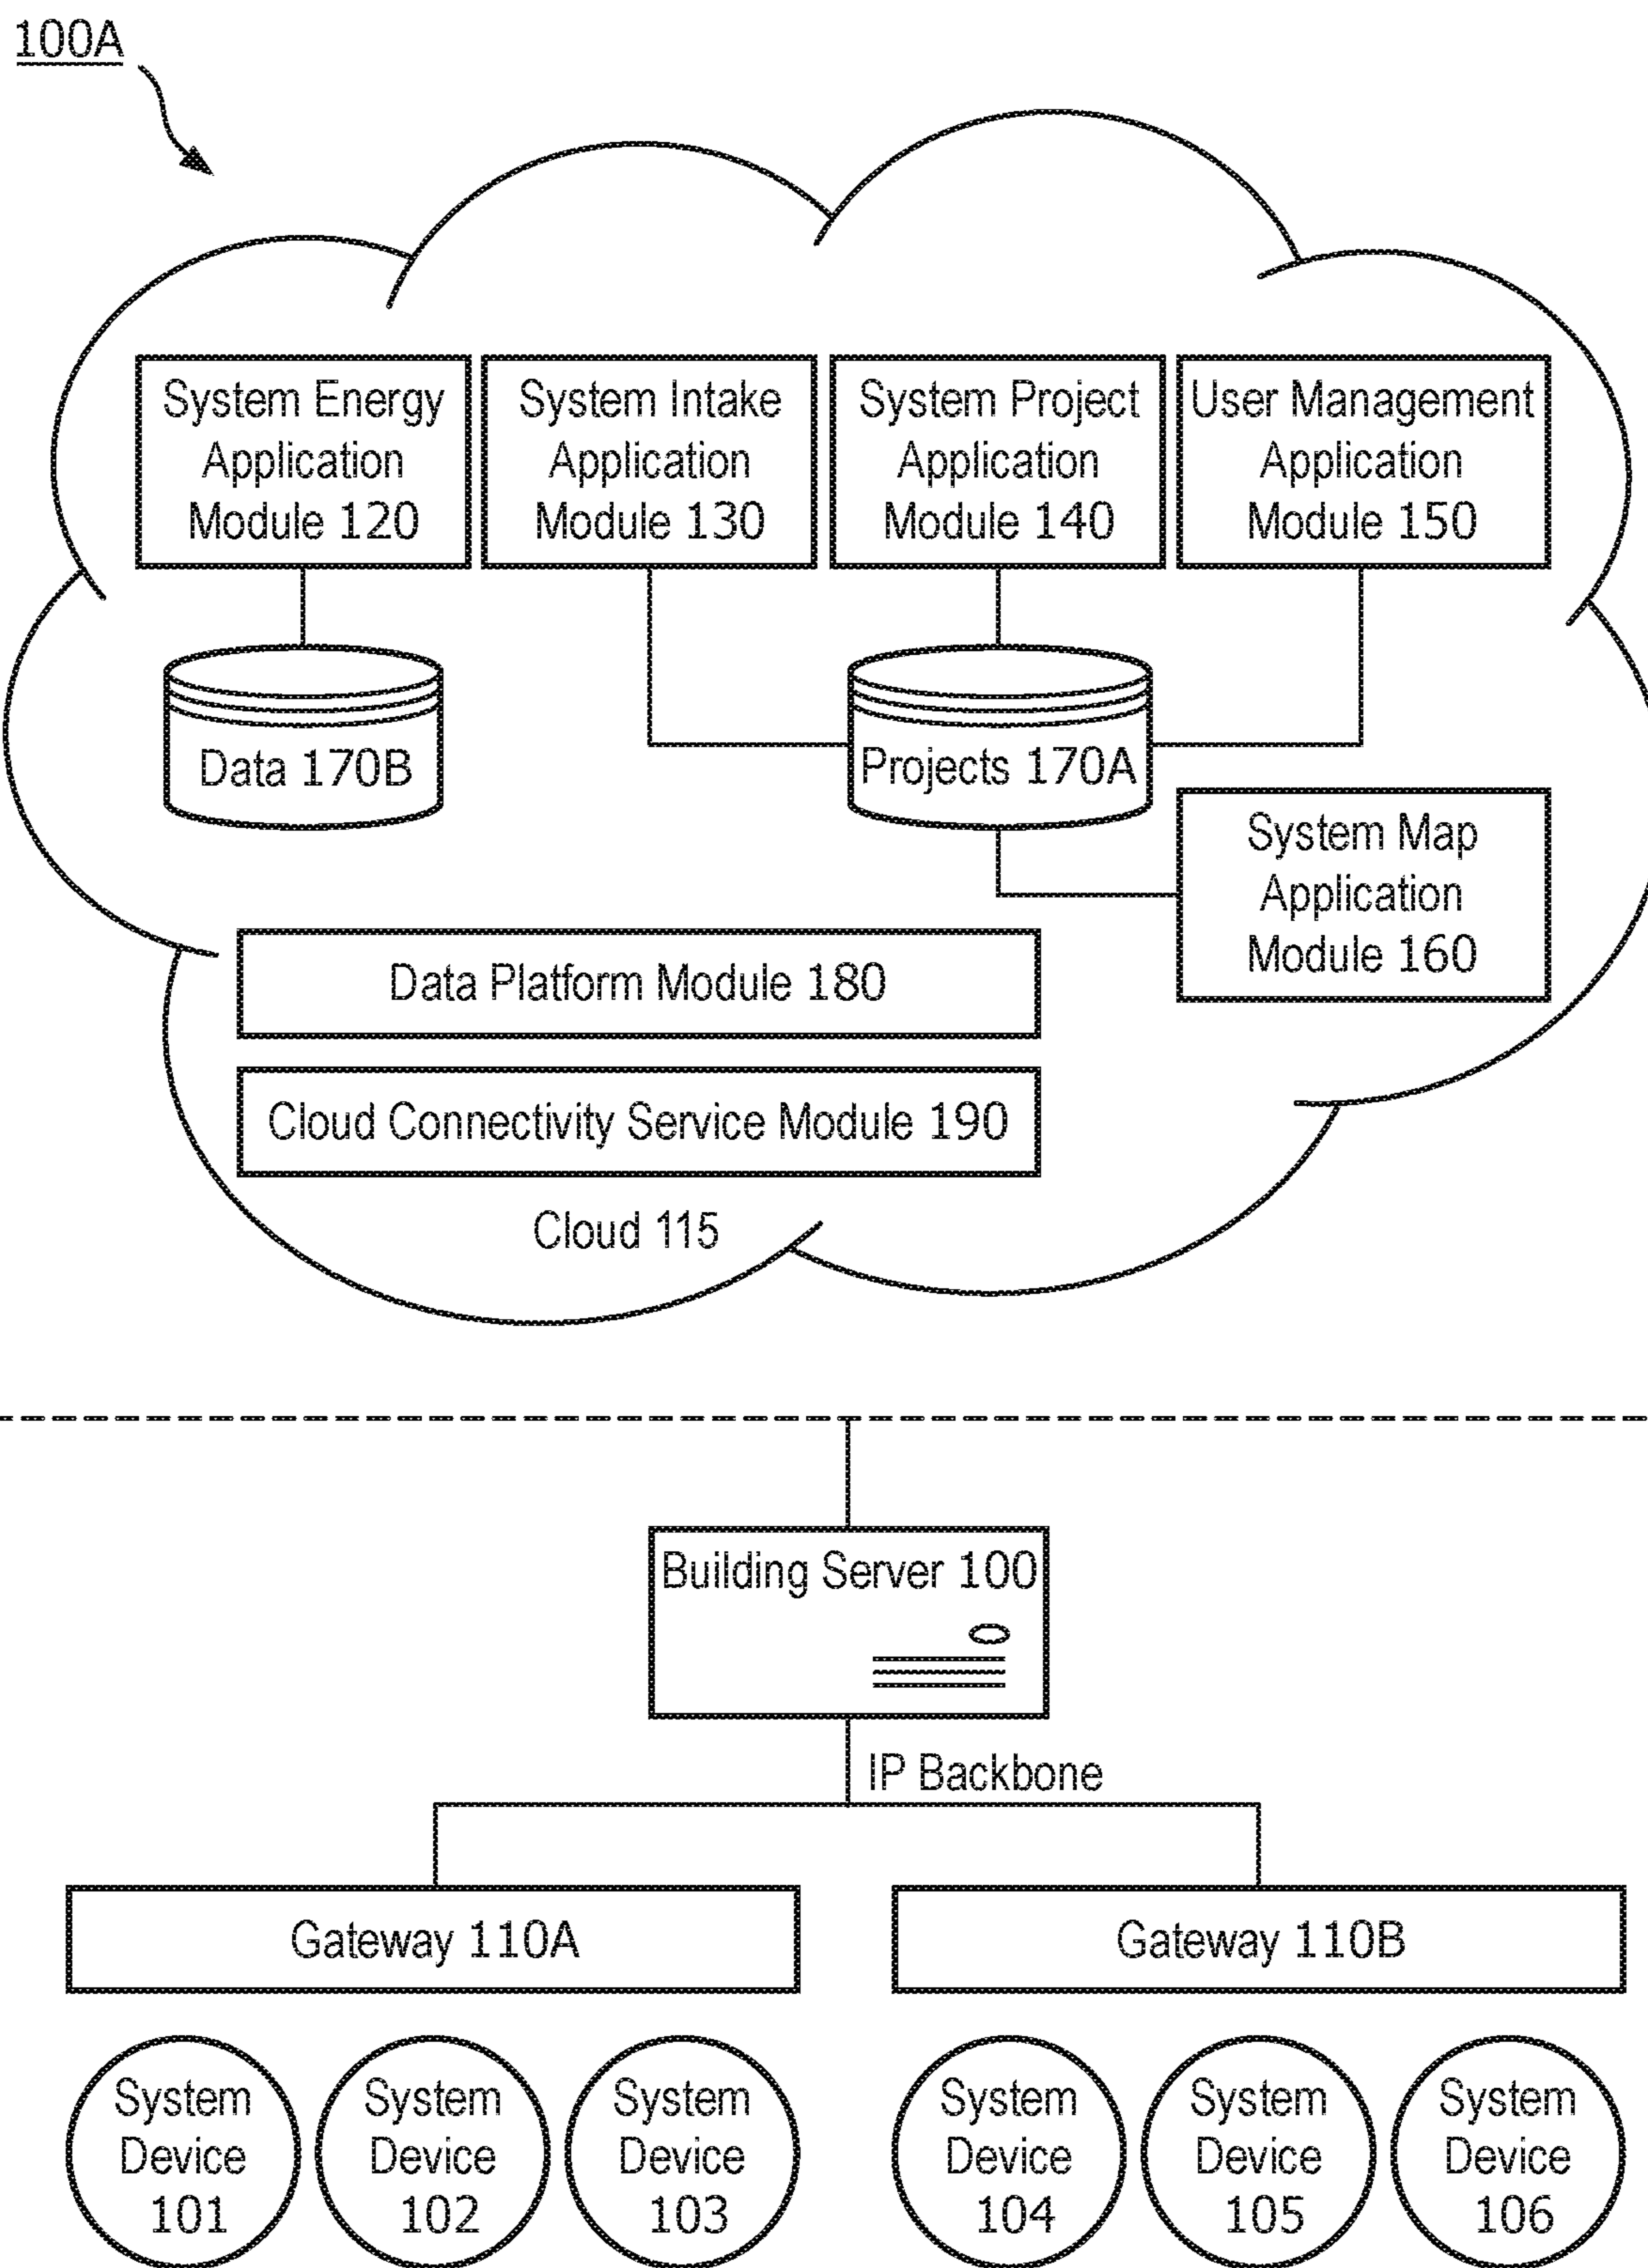 100A
System Energy
Application
Module 120
System Intake
Application
Module 130
System Project
Application
Module 140
User Management
Application
Module 150
Data 170B
Projects 170A
System Map
Application
Module 160
Data Platform Module 180
Cloud Connectivity Service Module 190
Cloud 115
Building Server 100
IP Backbone
Gateway 110A
Gateway 110B
System
Device
101
System
Device
102
System
Device
103
System
Device
104
System
Device
105
System
Device
106